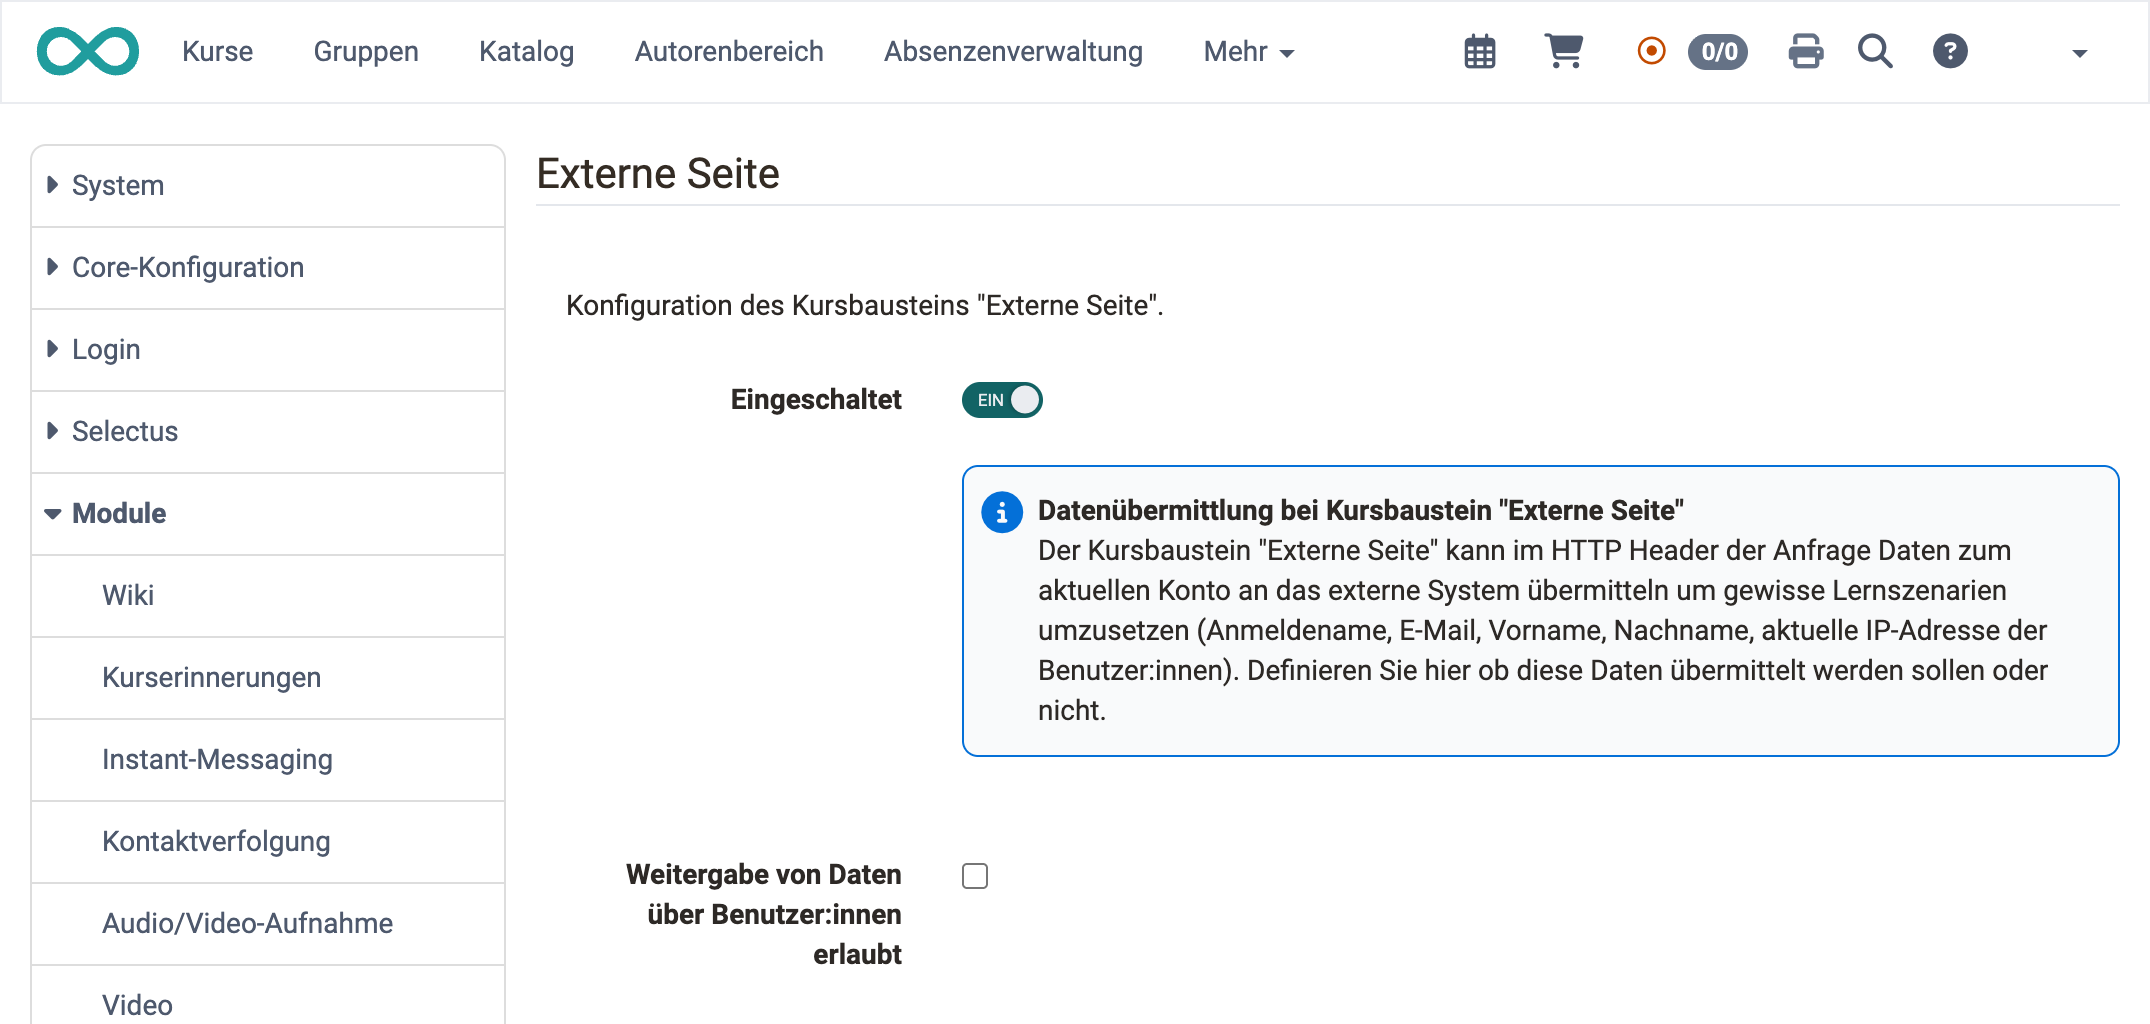 Kurse Gruppen Katalog Autorenbereich Absenzenverwaltung Mehr 0/0 ?
System
Core-Konfiguration
Login
Selectus
Module
Wiki
Kurserinnerungen
Instant-Messaging
Kontaktverfolgung
Audio/Video-Aufnahme
Video
Externe Seite
Konfiguration des Kursbausteins "Externe Seite".
Eingeschaltet EIN
Datenübermittlung bei Kursbaustein "Externe Seite"
Der Kursbaustein "Externe Seite" kann im HTTP Header der Anfrage Daten zum
aktuellen Konto an das externe System übermitteln um gewisse Lernszenarien
umzusetzen (Anmeldename, E-Mail, Vorname, Nachname, aktuelle IP-Adresse der
Benutzer:innen). Definieren Sie hier ob diese Daten übermittelt werden sollen oder
nicht.
Weitergabe von Daten
über Benutzer:innen
erlaubt